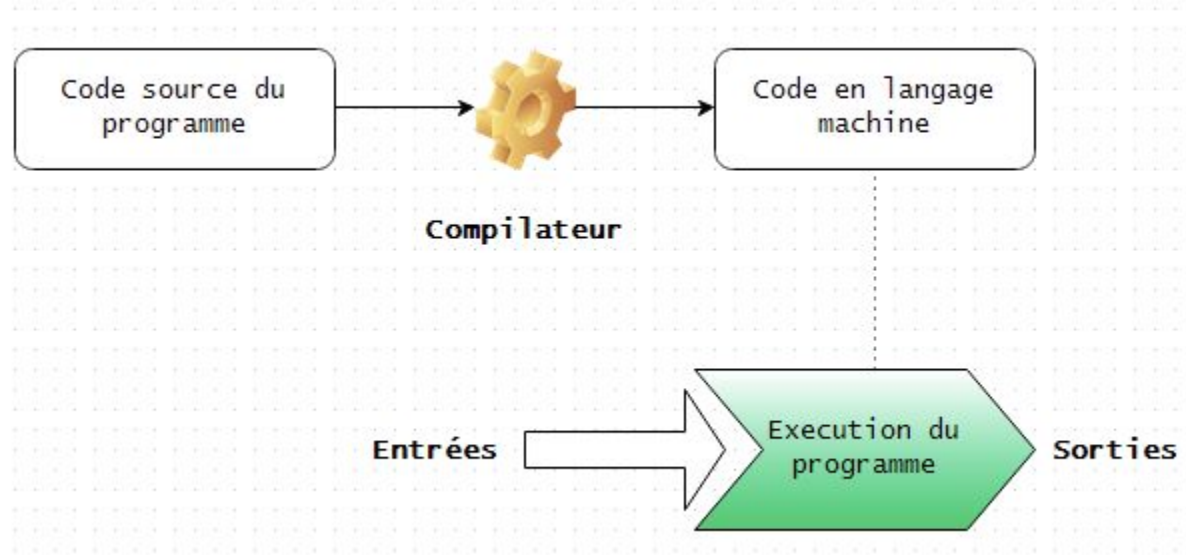 Code source du
programme
Code en langage
machine
Compilateur
Entrées
Execution du
programme
Sorties